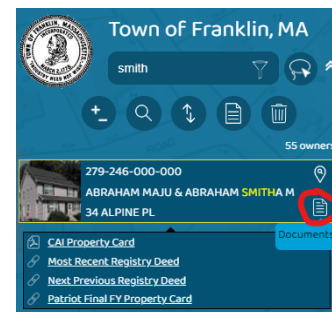 Town of Franklin, MA
smith
55 owners
279-246-000-000
ABRAHAM MAJU & ABRAHAM SMITHA M
34 ALPINE PL
Documents
CAI Property Card
Most Recent Registry Deed
Next Previous Registry Deed
Patriot Final FY Property Card